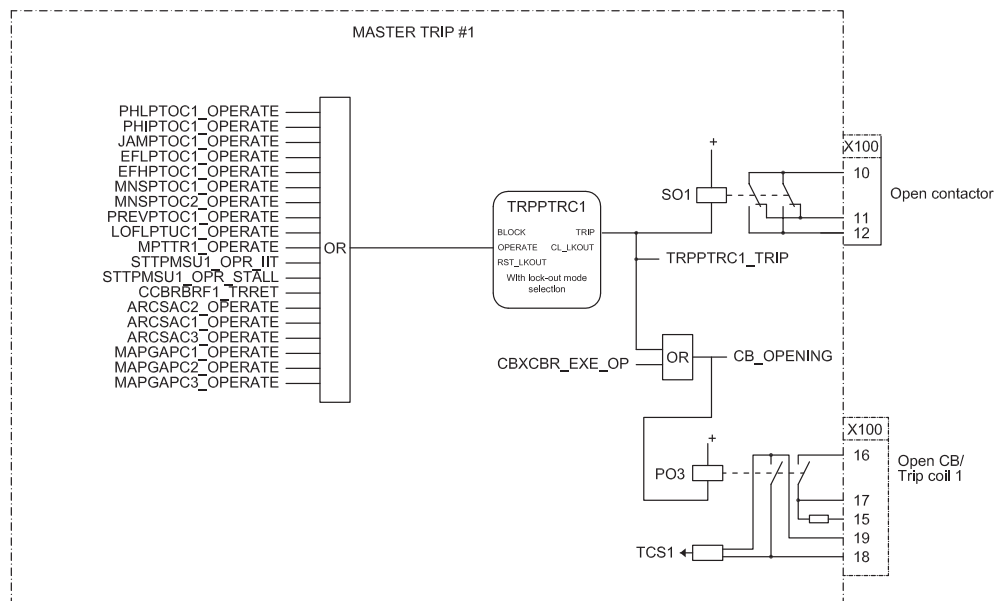 MASTER TRIP #1
PHLPTOC1_OPERATE
PHIPTOC1_OPERATE
JAMPTOC1_OPERATE
EFLPTOC1_OPERATE
EFHPTOC1_OPERATE
MNSPTOC1_OPERATE
MNSPTOC2_OPERATE
PREVPTOC1_OPERATE
LOFLPTUC1_OPERATE
MPTTR1_OPERATE
STTPMSU1_OPR_IIT
STTPMSU1_OPR_STALL
CCBRBRF1_TRRET
ARCSAC2_OPERATE
ARCSAC1_OPERATE
ARCSAC3_OPERATE
MAPGAPC1_OPERATE
MAPGAPC2_OPERATE
MAPGAPC3_OPERATE
OR
TRPPTRC1
BLOCK TRIP
OPERATE CL_LKOUT
RST_LKOUT
With lock-out mode
selection
+
SO1
X100
10
11
12
Open contactor
TRPPTRC1_TRIP
CBXCBR_EXE_OP
OR
CB_OPENING
+
PO3
TCS1
X100
16
17
15
19
18
Open CB/
Trip coil 1